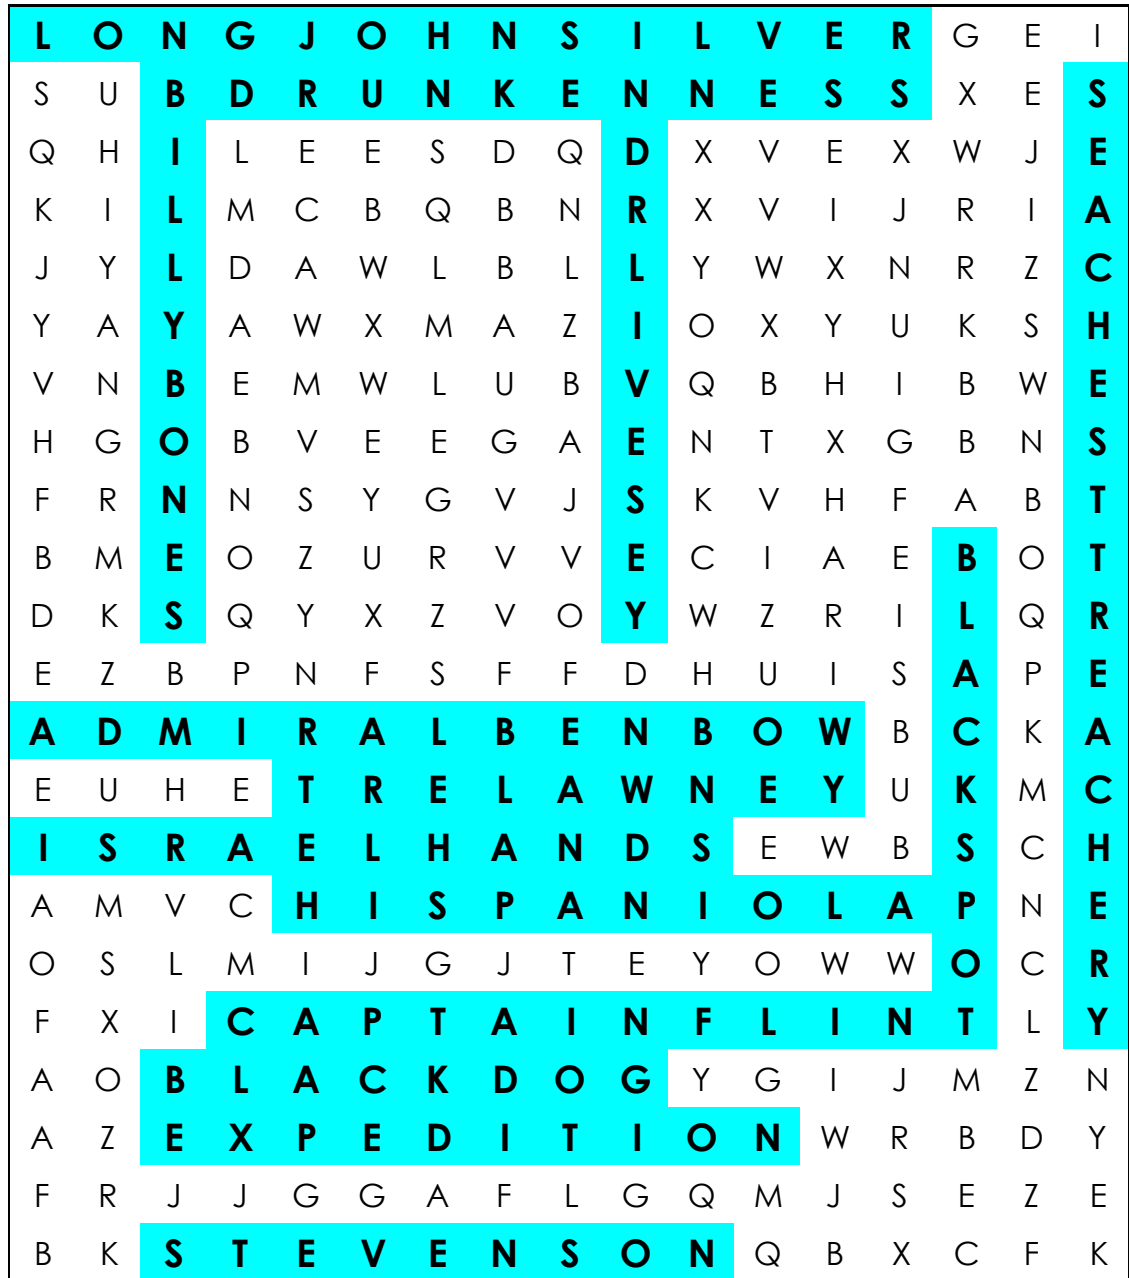 L O N G J O H N S I L V E R G E I
S U B D R U N K E N N E S S X E S
Q H I L E E S D Q D X V E X W J E
K I L M C B Q B N R X V I J R I A
J Y L D A W L B L L Y W X N R Z C
Y A Y A W X M A Z I O X Y U K S H
V N B E M W L U B V Q B H I B W E
H G O B V E E G A E N T X G B N S
F R N N S Y G V J S K V H F A B T
B M E O Z U R V V E C I A E B O T
D K S Q Y X Z V O Y W Z R I L Q R
E Z B P N F S F F D H U I S A P E
A D M I R A L B E N B O W B C K A
E U H E T R E L A W N E Y U K M C
I S R A E L H A N D S E W B S C H
A M V C H I S P A N I O L A P N E
O S L M I J G J T E Y O W W O C R
F X I C A P T A I N F L I N T L Y
A O B L A C K D O G Y G I J M Z N
A Z E X P E D I T I O N W R B D Y
F R J J G G A F L G Q M J S E Z E
B K S T E V E N S O N Q B X C F K